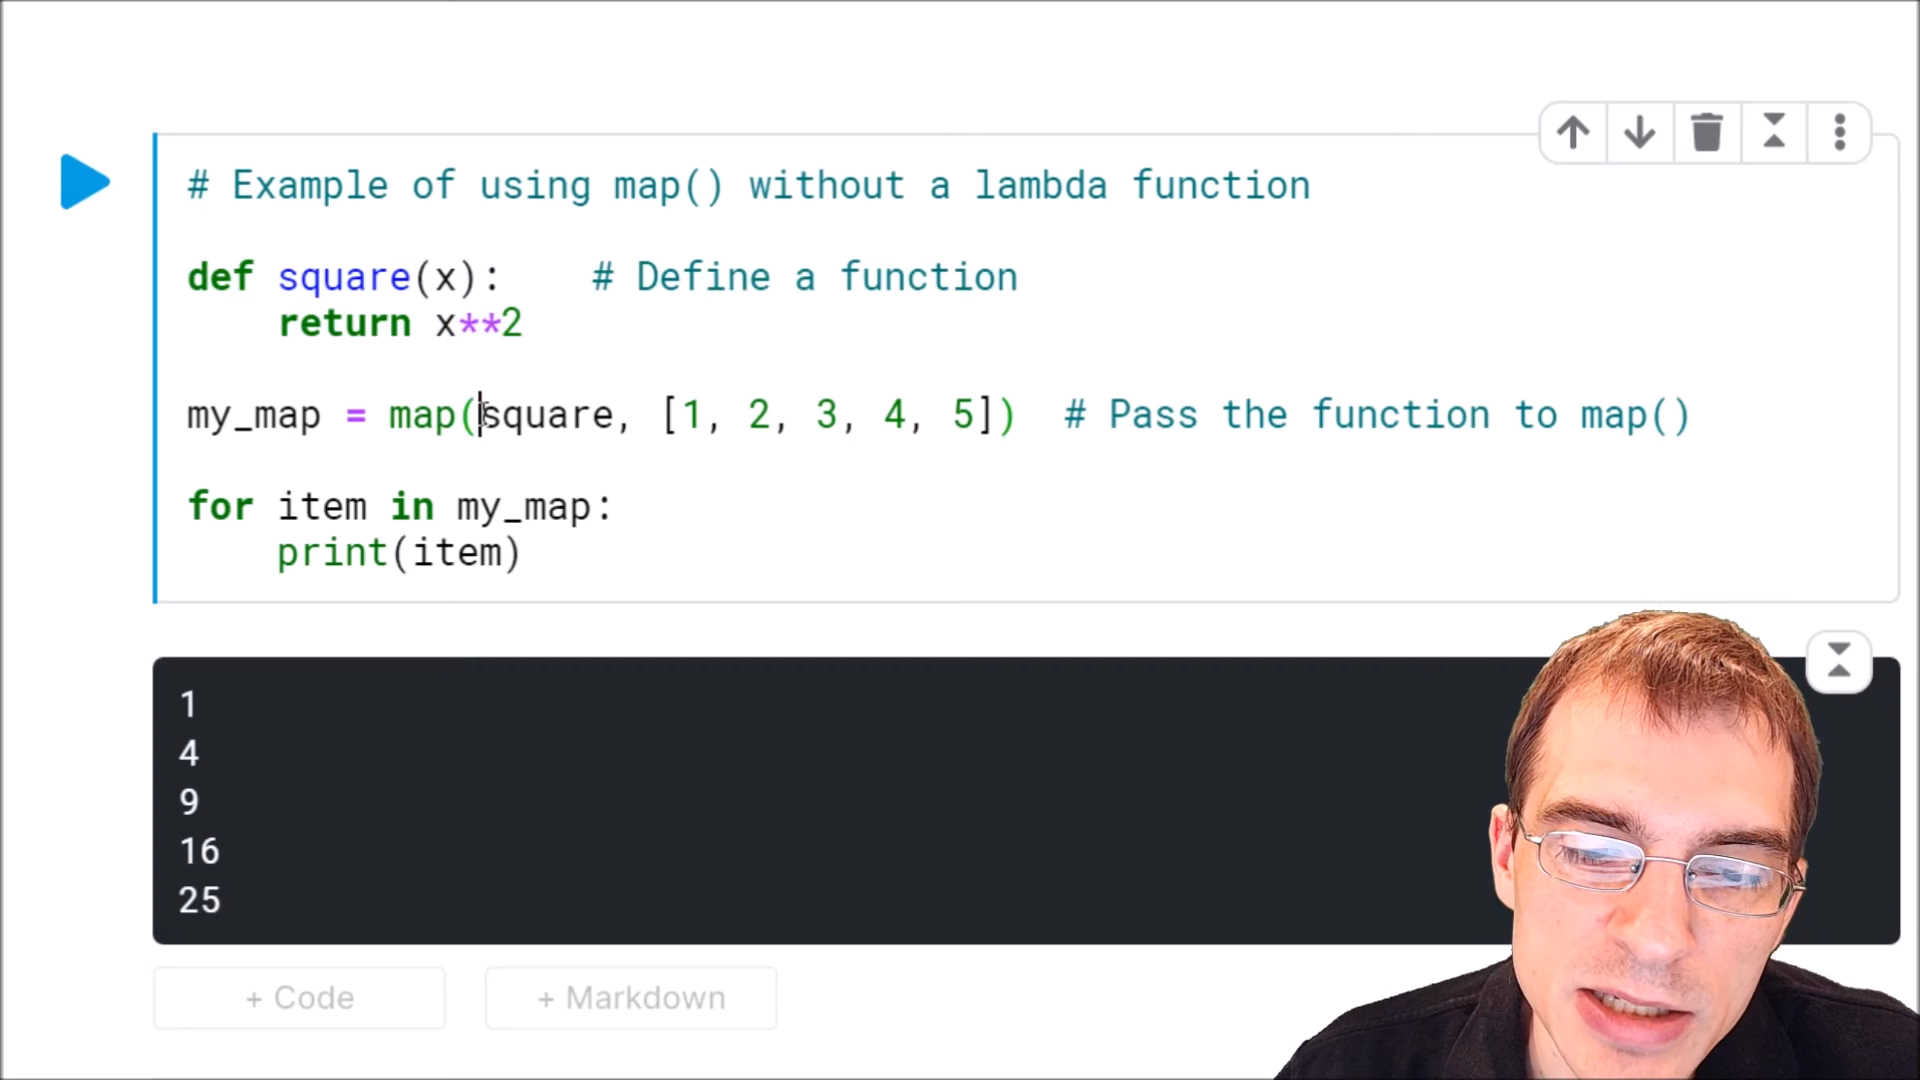 # Example of using map() without a lambda function
def square(x):    # Define a function
    return x**2
my_map = map(square, [1, 2, 3, 4, 5])  # Pass the function to map()
for item in my_map:
    print(item)
1
4
9
16
25
+ Code
+ Markdown